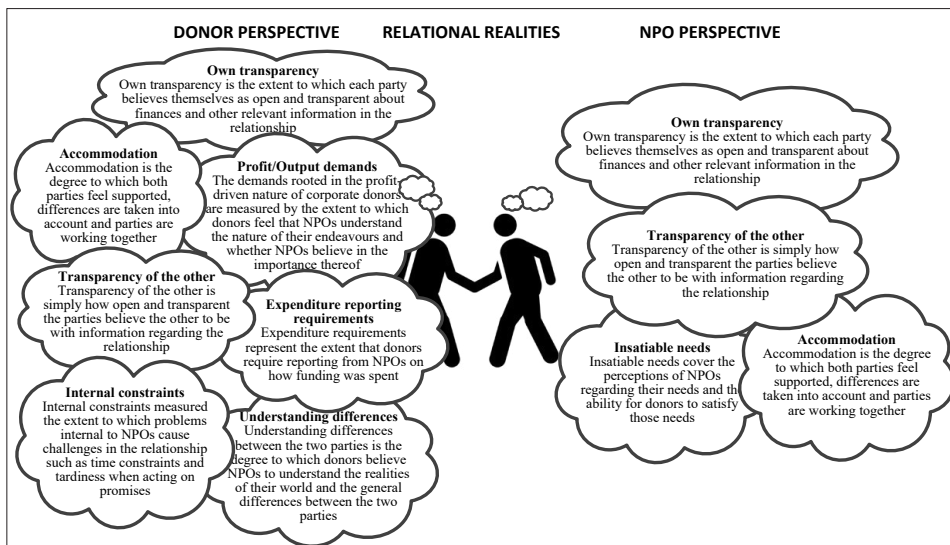 DONOR PERSPECTIVE RELATIONAL REALITIES NPO PERSPECTIVE
Own transparency
Own transparency is the extent to which each party
believes themselves as open and transparent about
finances and other relevant information in the
relationship
Accommodation
Accommodation is the
degree to which both
parties feel supported,
differences are taken into
account and parties are
working together
Profit/Output demands
The demands rooted in the profit-
driven nature of corporate donors
are measured by the extent to which
donors feel that NPOs understand
the nature of their endeavours and
whether NPOs believe in the
importance thereof
Transparency of the other
Transparency of the other is
simply how open and transparent
the parties believe the other to be
with information regarding the
relationship
Expenditure reporting
requirements
Expenditure requirements
represent the extent that donors
require reporting from NPOs on
how funding was spent
Internal constraints
Internal constraints measured
the extent to which problems
internal to NPOs cause
challenges in the relationship
such as time constraints and
tardiness when acting on
promises
Understanding differences
Understanding differences
between the two parties is the
degree to which donors believe
NPOs to understand the realities
of their world and the general
differences between the two
parties
Own transparency
Own transparency is the extent to which each party
believes themselves as open and transparent about
finances and other relevant information in the
relationship
Transparency of the other
Transparency of the other is simply how
open and transparent the parties believe
the other to be with information regarding
the relationship
Insatiable needs
Insatiable needs cover the
perceptions of NPOs
regarding their needs and the
ability for donors to satisfy
those needs
Accommodation
Accommodation is the degree
to which both parties feel
supported, differences are
taken into account and parties
are working together